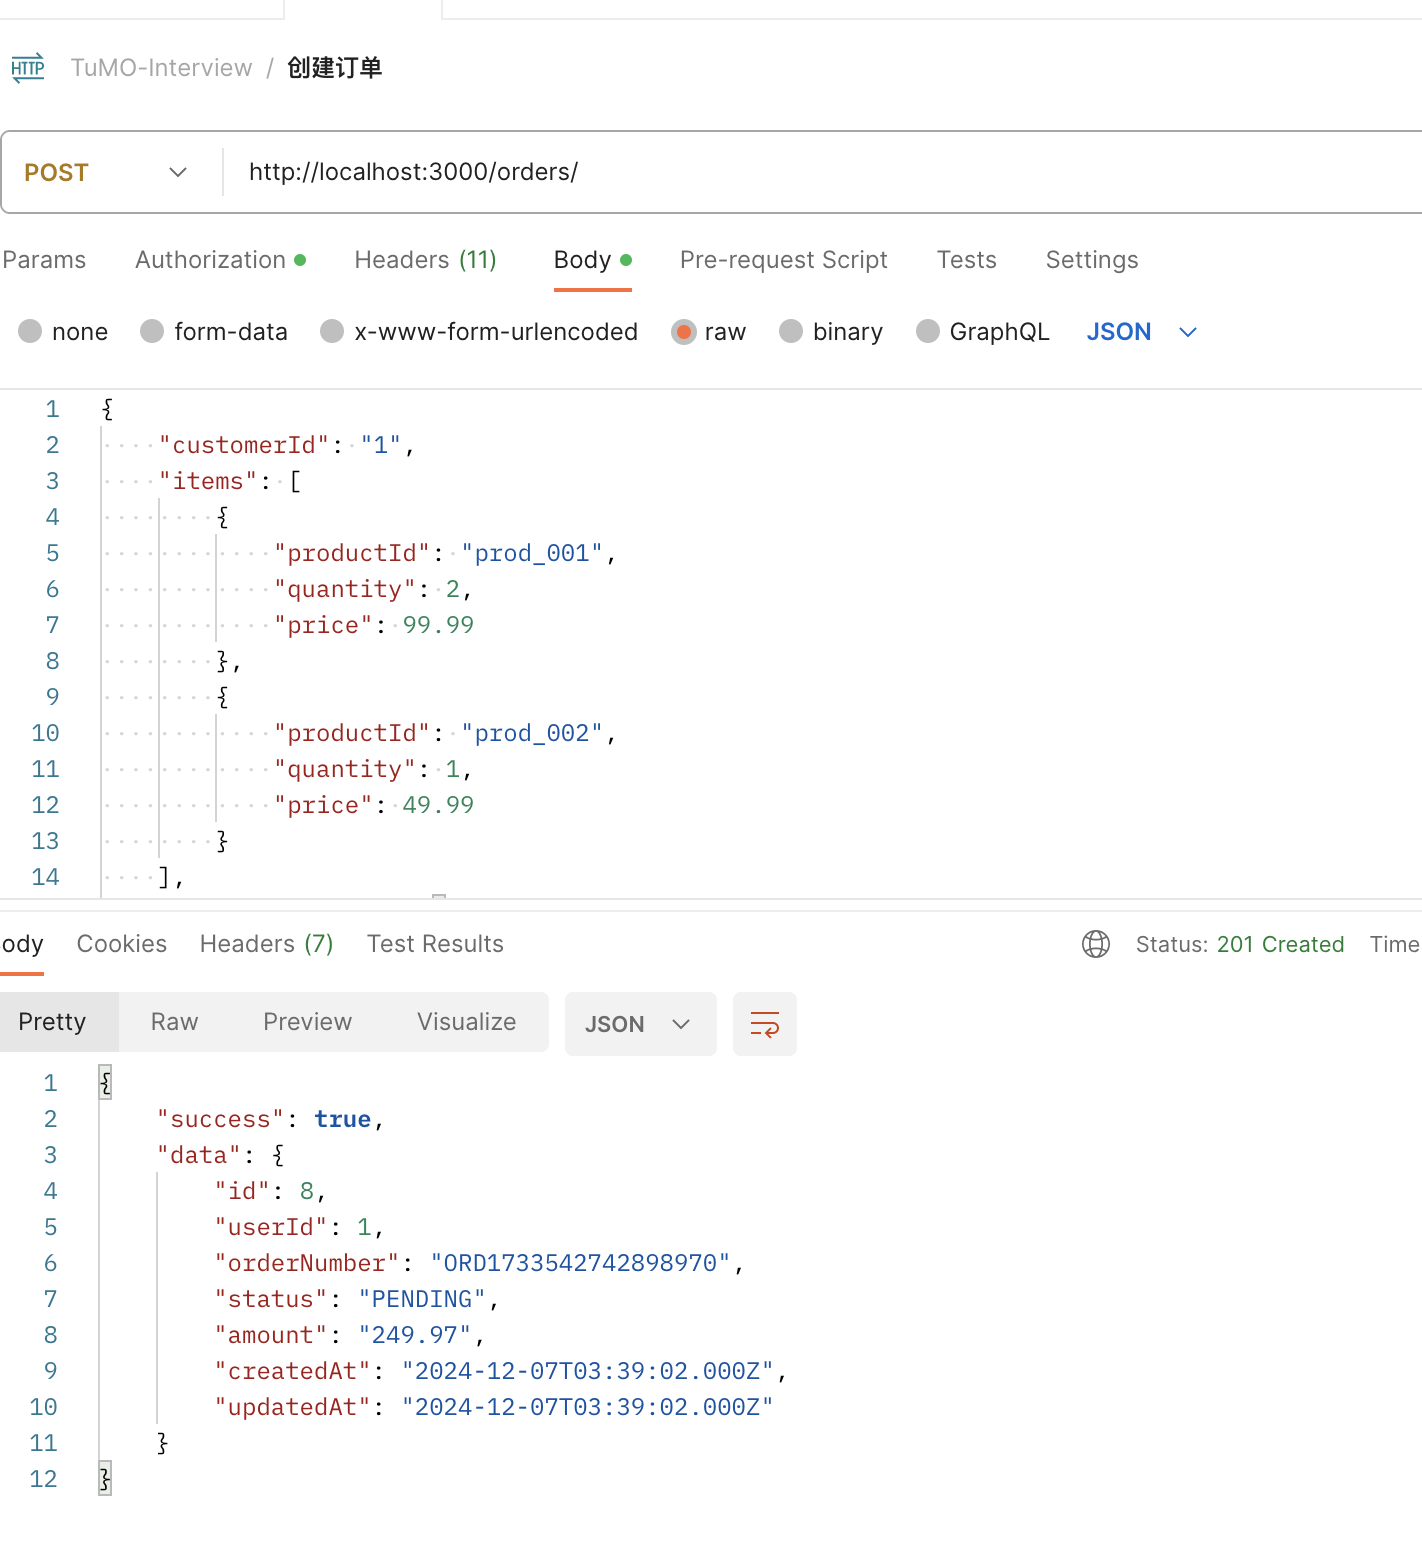 HTTP TuMO-Interview / 创建订单
POST http://localhost:3000/orders/
Params Authorization Headers (11) Body Pre-request Script Tests Settings
none form-data x-www-form-urlencoded raw binary GraphQL JSON
1 {
2 "customerId": "1",
3 "items": [
4 {
5 "productId": "prod_001",
6 "quantity": 2,
7 "price": 99.99
8 },
9 {
10 "productId": "prod_002",
11 "quantity": 1,
12 "price": 49.99
13 }
14 ],
ody Cookies Headers (7) Test Results Status: 201 Created Time
Pretty Raw Preview Visualize JSON
1 {
2 "success": true,
3 "data": {
4 "id": 8,
5 "userId": 1,
6 "orderNumber": "ORD1733542742898970",
7 "status": "PENDING",
8 "amount": "249.97",
9 "createdAt": "2024-12-07T03:39:02.000Z",
10 "updatedAt": "2024-12-07T03:39:02.000Z"
11 }
12 }